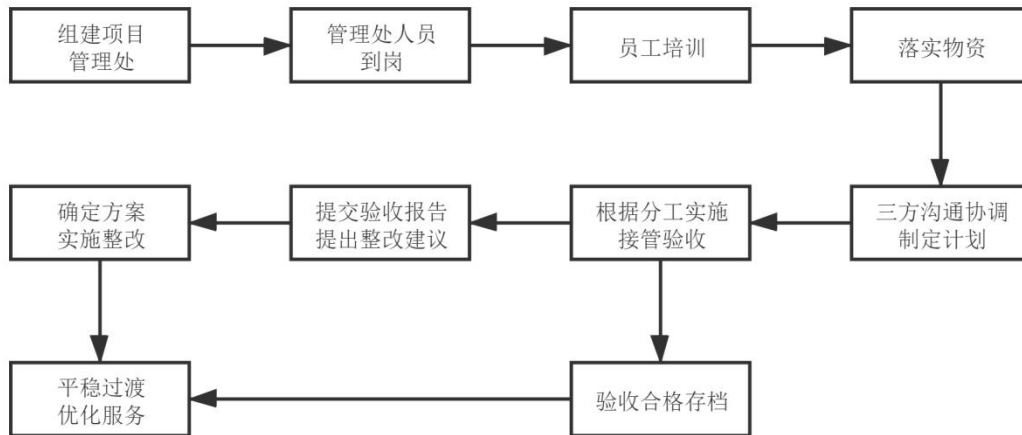 组建项目
管理处
管理处人员
到岗
员工培训
落实物资
确定方案
实施整改
提交验收报告
提出整改建议
根据分工实施
接管验收
三方沟通协调
制定计划
平稳过渡
优化服务
验收合格存档